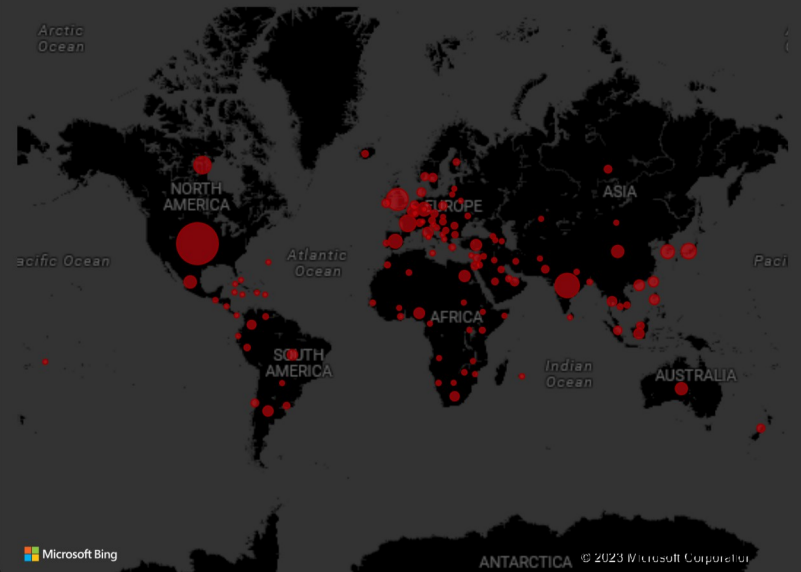 Arctic
Ocean
NORTH
AMERICA
EUROPE
ASIA
acific Ocean
Atlantic
Ocean
Paci
AFRICA
SOUTH
AMERICA
Indian
Ocean
AUSTRALIA
Microsoft Bing
ANTARCTICA
© 2023 Microsoft Corporation